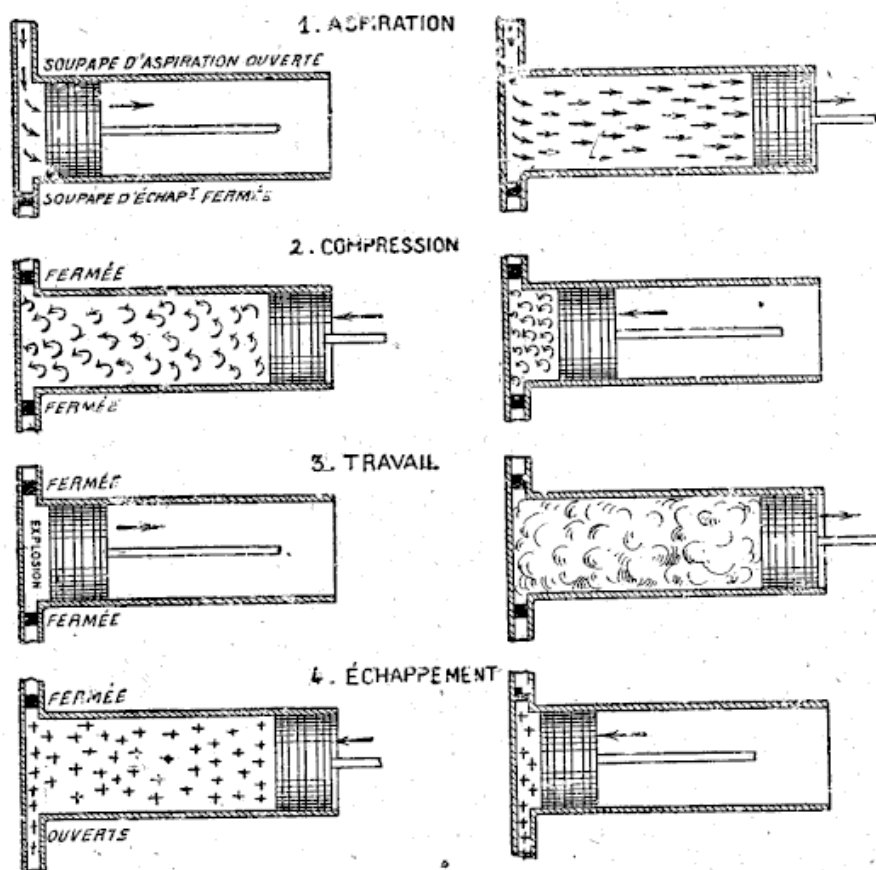 1. ASPIRATION
SOUPAPE D'ASPIRATION OUVERTE
SOUPAPE D'ÉCHAPT FERMÉE
2. COMPRESSION
FERMÉE
FERMÉE
3. TRAVAIL
FERMÉE
EXPLOSION
FERMÉE
4. ÉCHAPPEMENT
FERMÉE
OUVERTS